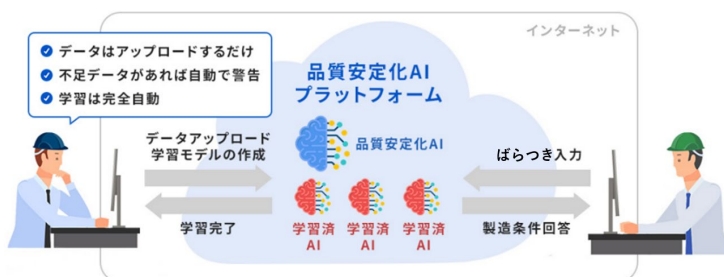 インターネット
データはアップロードするだけ
不足データがあれば自動で警告
学習は完全自動
品質安定化AI
プラットフォーム
データアップロード
学習モデルの作成
品質安定化AI
ばらつき入力
学習完了
学習済
AI
学習済
AI
学習済
AI
製造条件回答